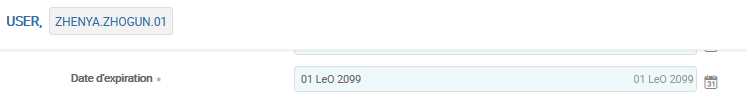 USER, ZHENYA.ZHOGUN.01
Date d'expiration *
01 LeO 2099 01 LeO 2099
31